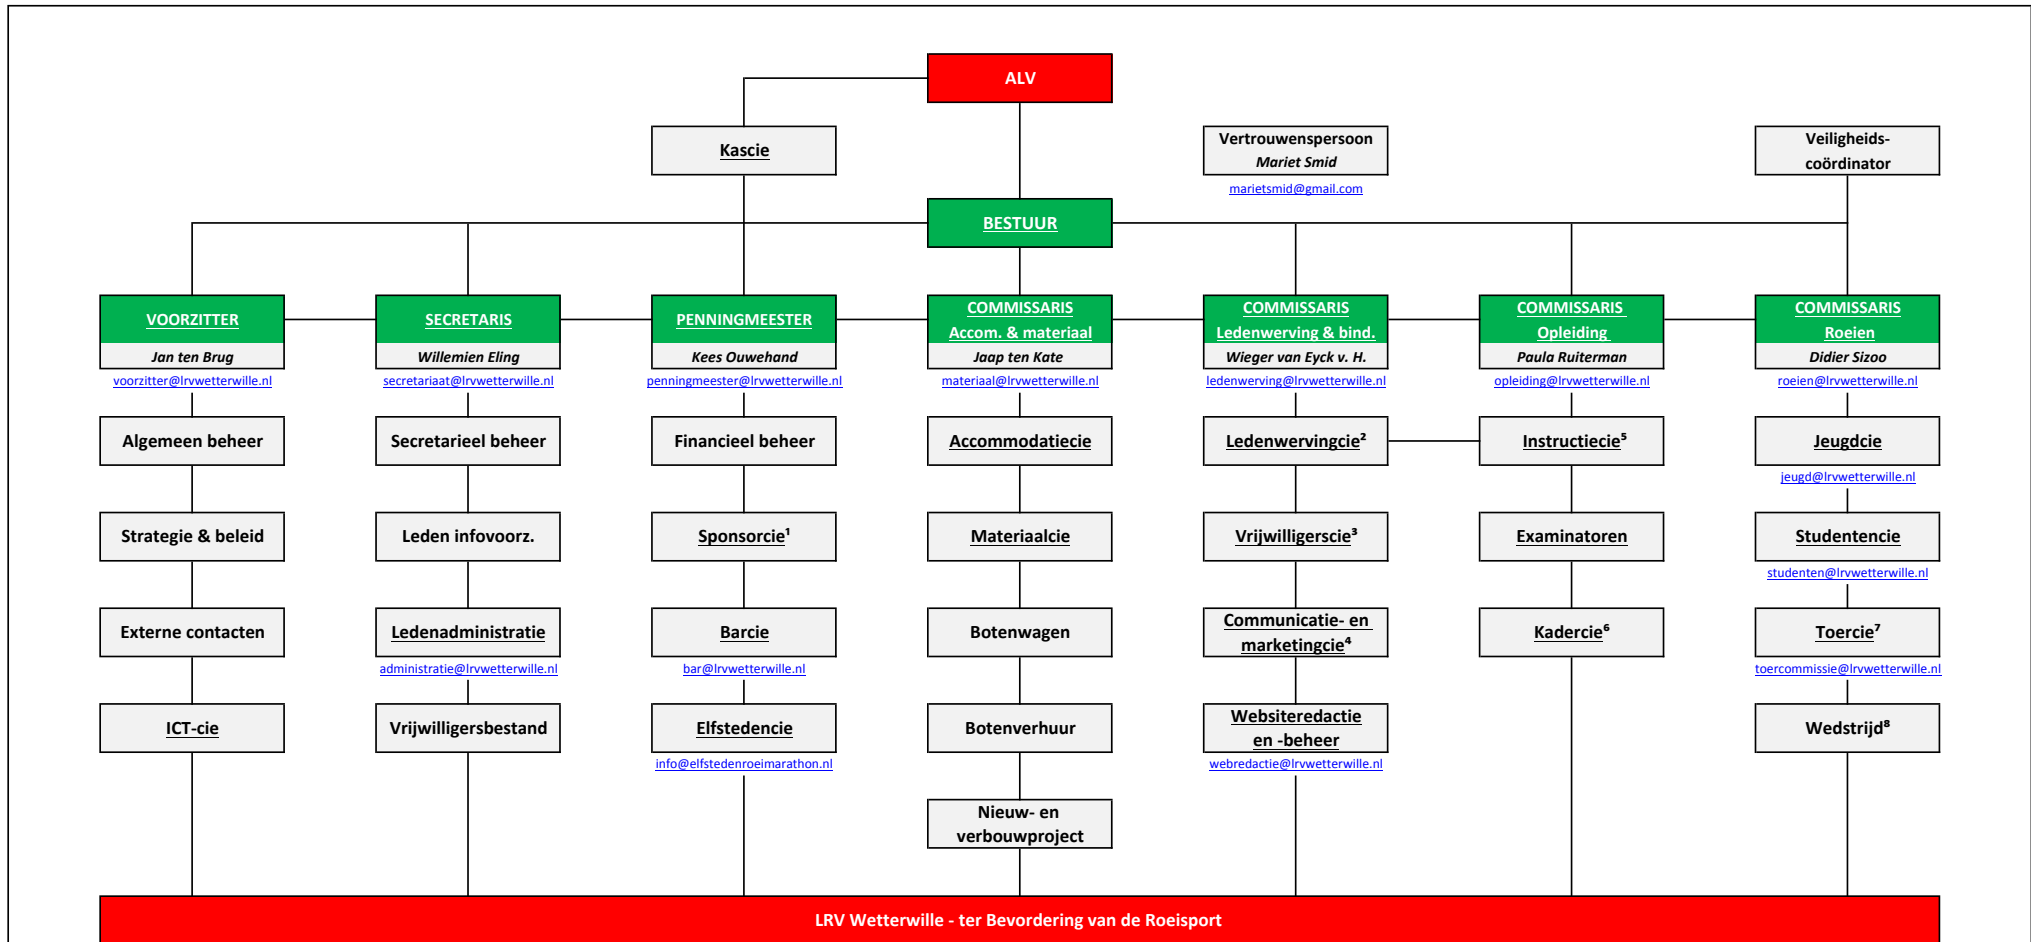 ALV
Kascie
Vertrouwenspersoon
Mariet Smid
marietsmid@gmail.com
Veiligheids-
coördinator
BESTUUR
VOORZITTER
Jan ten Brug
voorzitter@lrvwetterwille.nl
SECRETARIS
Willemien Eling
secretariaat@lrvwetterwille.nl
PENNINGMEESTER
Kees Ouwehand
penningmeester@lrvwetterwille.nl
COMMISSARIS
Accom. & materiaal
Jaap ten Kate
materiaal@lrvwetterwille.nl
COMMISSARIS
Ledenwerving & bind.
Wieger van Eyck v. H.
ledenwerving@lrvwetterwille.nl
COMMISSARIS
Opleiding
Paula Ruiterman
opleiding@lrvwetterwille.nl
COMMISSARIS
Roeien
Didier Sizoo
roeien@lrvwetterwille.nl
Algemeen beheer
Secretarieel beheer
Financieel beheer
Accommodatiecie
Ledenwervingcie²
Instructiecie⁵
Jeugdcie
jeugd@lrvwetterwille.nl
Strategie & beleid
Leden infovoorz.
Sponsorcie¹
Materiaalcie
Vrijwilligerscie³
Examinatoren
Studentencie
studenten@lrvwetterwille.nl
Externe contacten
Ledenadministratie
administratie@lrvwetterwille.nl
Barcie
bar@lrvwetterwille.nl
Botenwagen
Communicatie- en
marketingcie⁴
Kadercie⁶
Toercie⁷
toercommissie@lrvwetterwille.nl
ICT-cie
Vrijwilligersbestand
Elfstedencie
info@elfstedenroeimarathon.nl
Botenverhuur
Websiteredactie
en -beheer
webredactie@lrvwetterwille.nl
Wedstrijd⁸
Nieuw- en
verbouwproject
LRV Wetterwille - ter Bevordering van de Roeisport